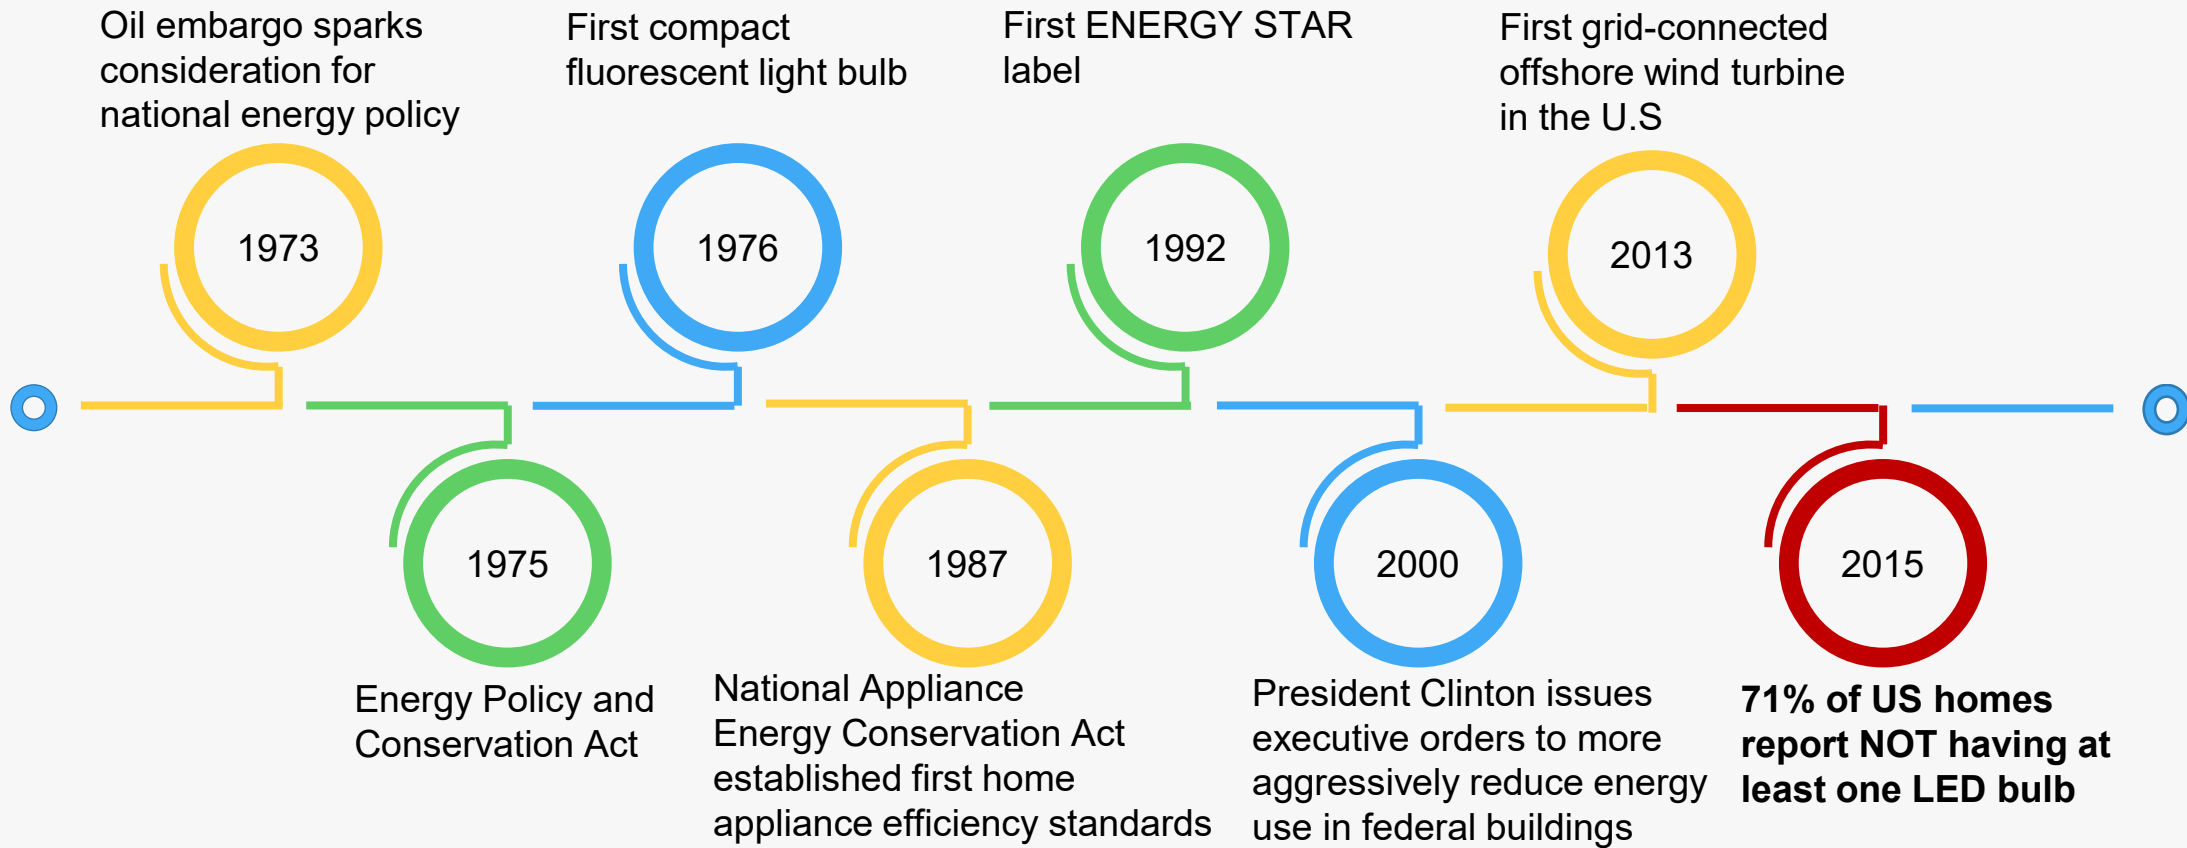 Oil embargo sparks
consideration for
national energy policy
1973
Energy Policy and
Conservation Act
1975
First compact
fluorescent light bulb
1976
National Appliance
Energy Conservation Act
established first home
appliance efficiency standards
1987
First ENERGY STAR
label
1992
President Clinton issues
executive orders to more
aggressively reduce energy
use in federal buildings
2000
First grid-connected
offshore wind turbine
in the U.S
2013
71% of US homes
report NOT having at
least one LED bulb
2015